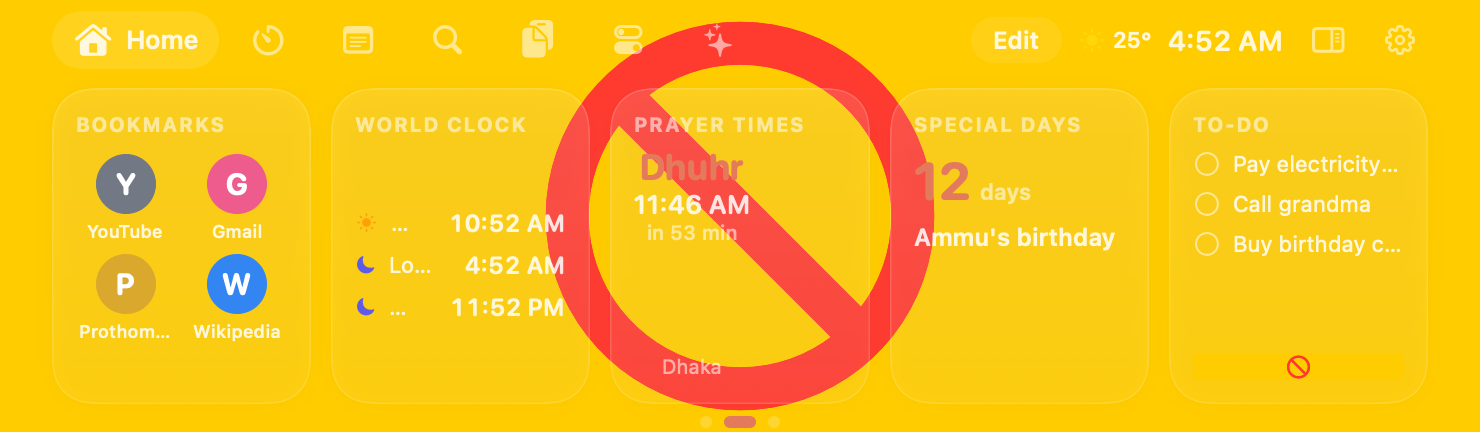 Home
Edit
25°
4:52 AM
BOOKMARKS
Y
G
YouTube
Gmail
P
W
Prothom...
Wikipedia
WORLD CLOCK
... 10:52 AM
Lo... 4:52 AM
... 11:52 PM
PRAYER TIMES
Dhuhr
11:46 AM
in 53 min
Dhaka
SPECIAL DAYS
12 days
Ammu's birthday
TO-DO
Pay electricity...
Call grandma
Buy birthday c...